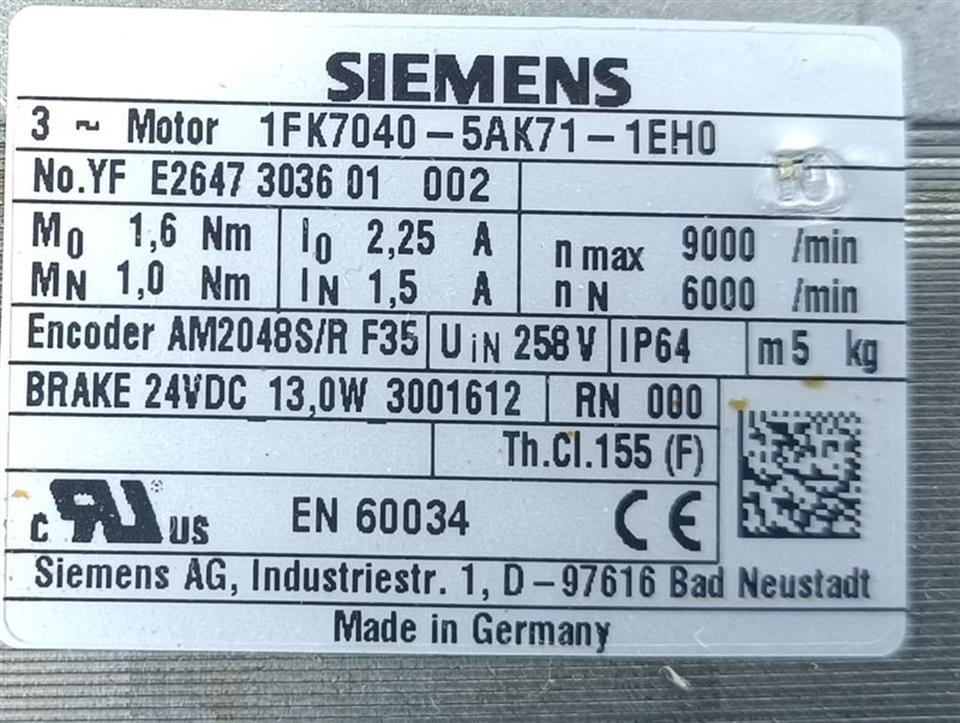 SIEMENS
3 ~ Motor 1FK7040-5AK71-1EH0
No.YF E2647 3036 01 002
M0 1,6 Nm I0 2,25 A n max 9000 /min
MN 1,0 Nm IN 1,5 A n N 6000 /min
Encoder AM2048S/R F35 UiN 258 V IP64 m 5 kg
BRAKE 24VDC 13,0W 3001612 RN 000
Th.Cl.155 (F)
c RU US EN 60034 CE
Siemens AG, Industriestr. 1, D-97616 Bad Neustadt
Made in Germany